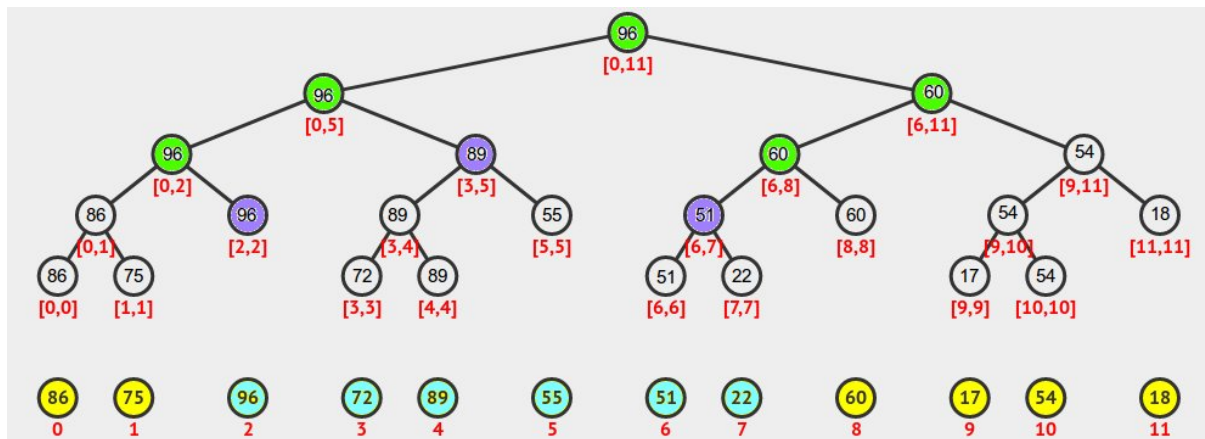 96
[0,11]
96 60
[0,5] [6,11]
96 89 60 54
[0,2] [3,5] [6,8] [9,11]
86 96 89 55 51 60 54 18
[0,1] [2,2] [3,4] [5,5] [6,7] [8,8] [9,10] [11,11]
86 75 72 89 51 22 17 54
[0,0] [1,1] [3,3] [4,4] [6,6] [7,7] [9,9] [10,10]
86 75 96 72 89 55 51 22 60 17 54 18
0 1 2 3 4 5 6 7 8 9 10 11